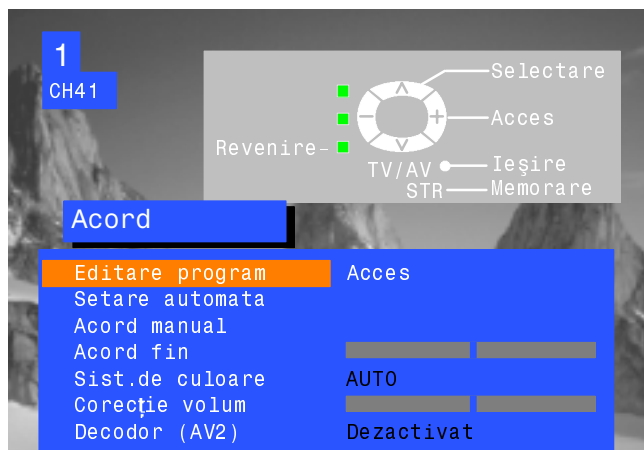 1
CH41
Selectare
Acces
Revenire-
TV/AV
Ieşire
STR
Memorare
Acord
Editare program Acces
Setare automata
Acord manual
Acord fin
Sist.de culoare AUTO
Corecţie volum
Decodor (AV2) Dezactivat